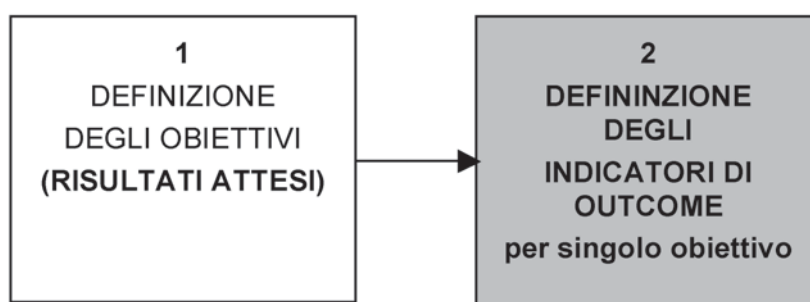 1
DEFINIZIONE
DEGLI OBIETTIVI
(RISULTATI ATTESI)
2
DEFININZIONE
DEGLI
INDICATORI DI
OUTCOME
per singolo obiettivo